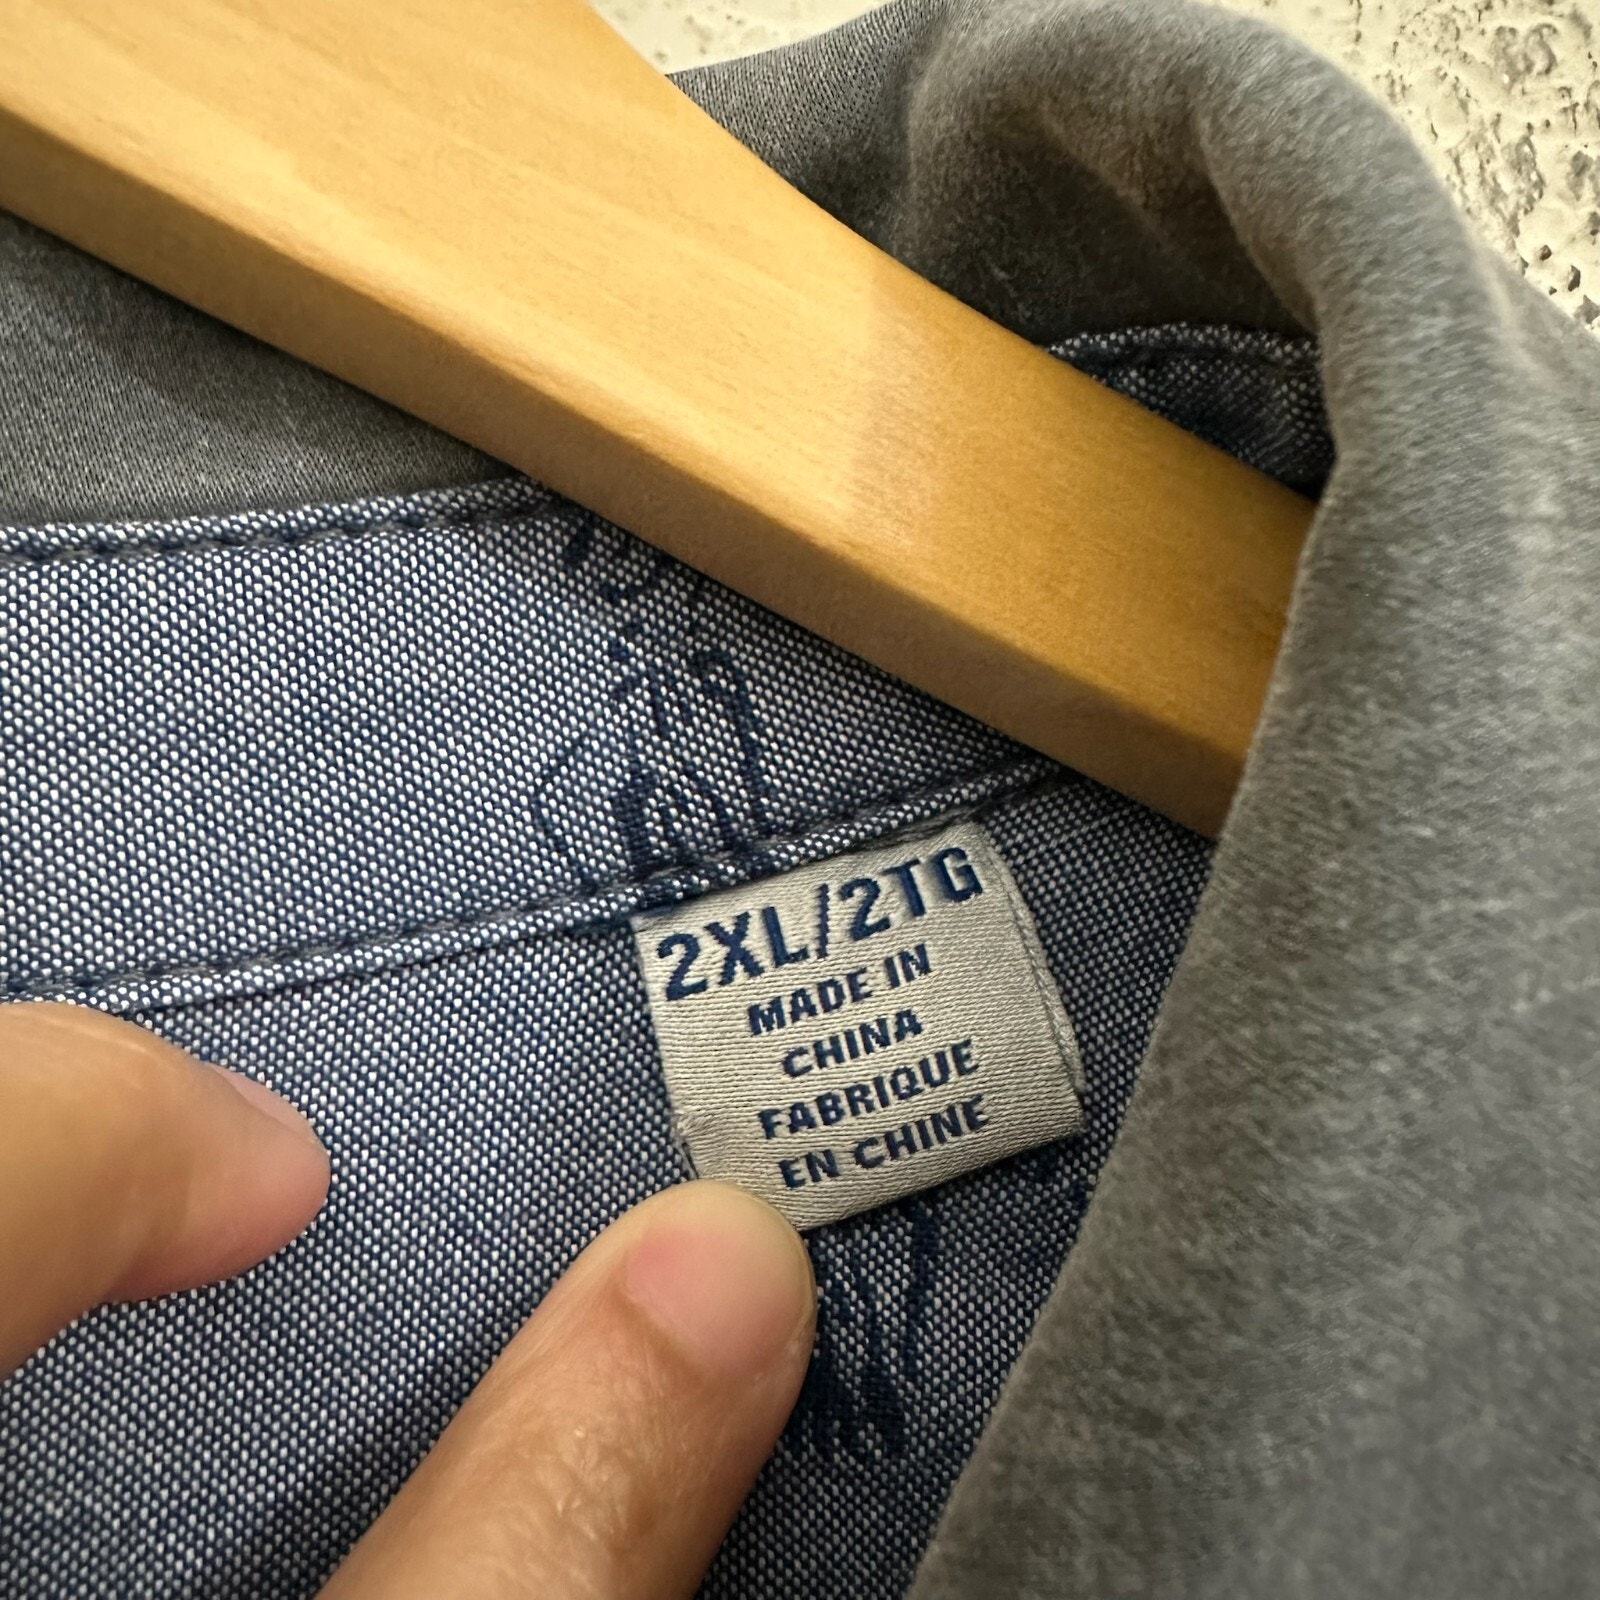 2XL/2TG
MADE IN
CHINA
FABRIQUE
EN CHINE